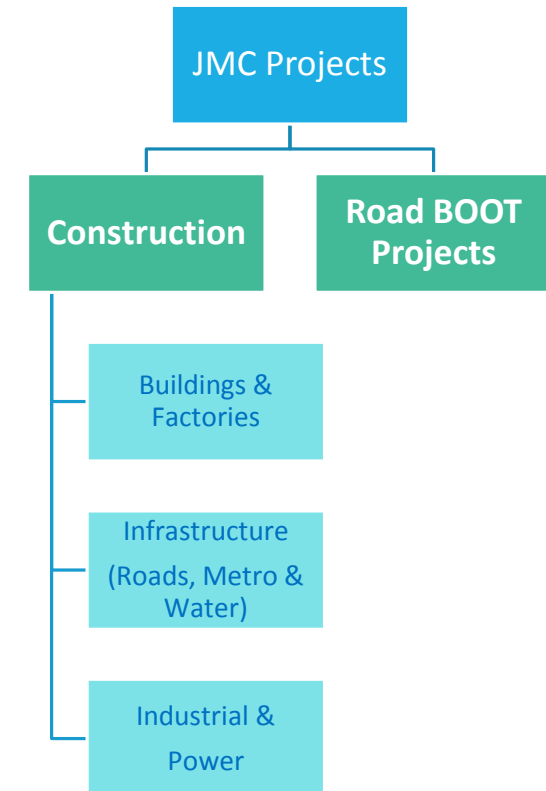 JMC Projects
Construction
Road BOOT
Projects
Buildings &
Factories
Infrastructure
(Roads, Metro &
Water)
Industrial &
Power